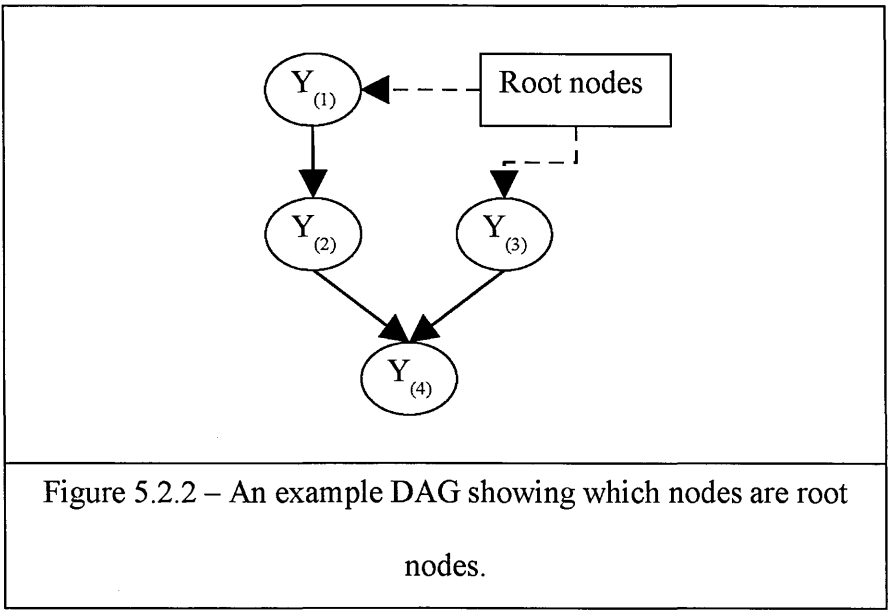 Y(1)
Root nodes
Y(2)
Y(3)
Y(4)
Figure 5.2.2 – An example DAG showing which nodes are root
nodes.